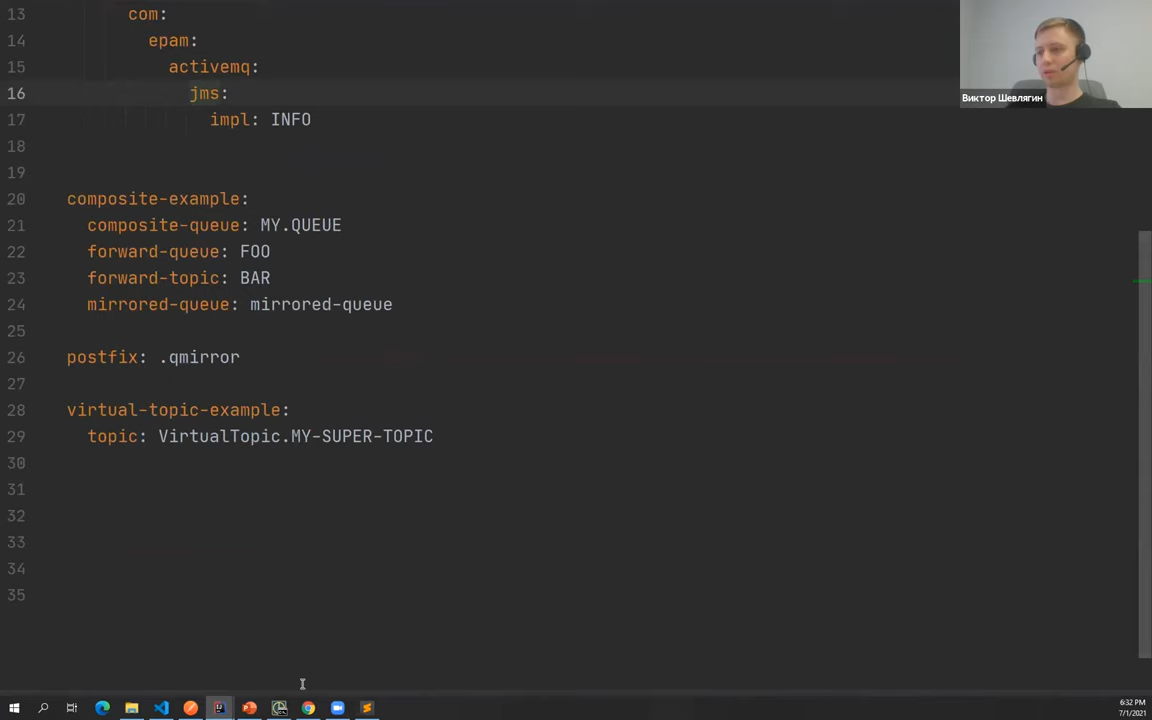 13 com:
14 epam:
15 activemq:
16 jms:
17 impl: INFO
18
19
20 composite-example:
21 composite-queue: MY.QUEUE
22 forward-queue: FOO
23 forward-topic: BAR
24 mirrored-queue: mirrored-queue
25
26 postfix: .qmirror
27
28 virtual-topic-example:
29 topic: VirtualTopic.MY-SUPER-TOPIC
30
31
32
33
34
35
Виктор Шевлягин
6:32 PM
7/1/2021